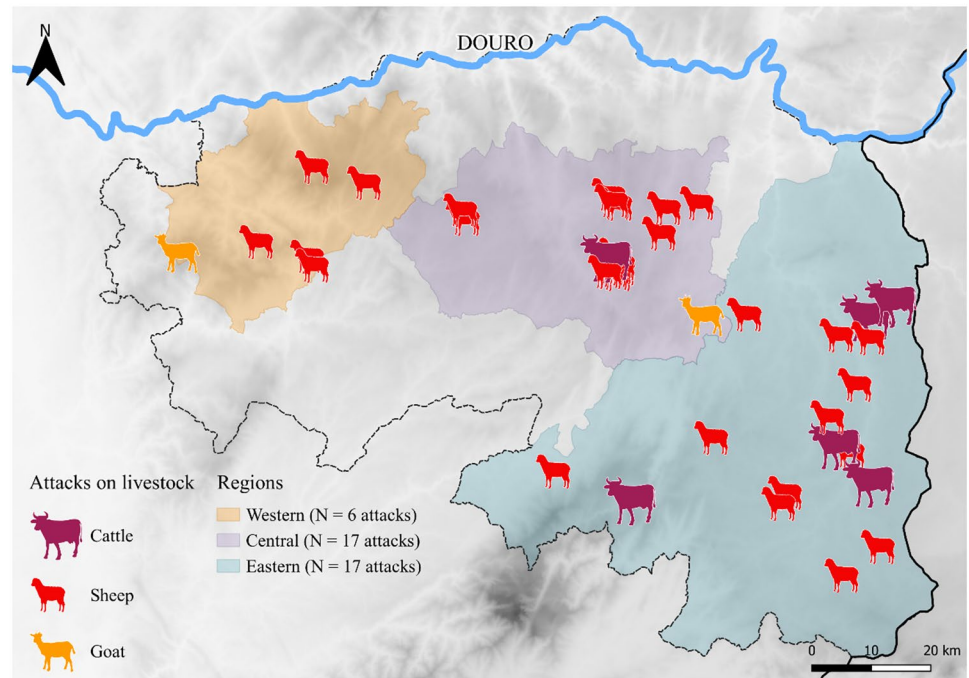 N
DOURO
Attacks on livestock
Cattle
Sheep
Goat
Regions
Western (N = 6 attacks)
Central (N = 17 attacks)
Eastern (N = 17 attacks)
0 10 20 km